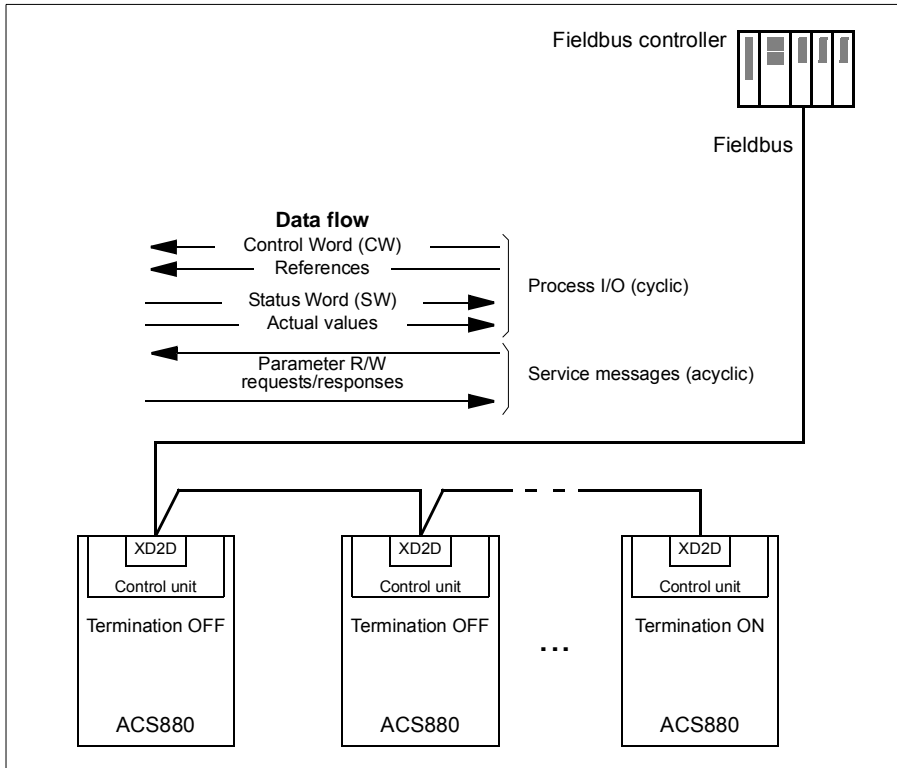 Fieldbus controller
Fieldbus
Data flow
Control Word (CW)
References
Status Word (SW)
Actual values
Process I/O (cyclic)
Parameter R/W
requests/responses
Service messages (acyclic)
XD2D
Control unit
Termination OFF
ACS880
XD2D
Control unit
Termination OFF
ACS880
...
XD2D
Control unit
Termination ON
ACS880